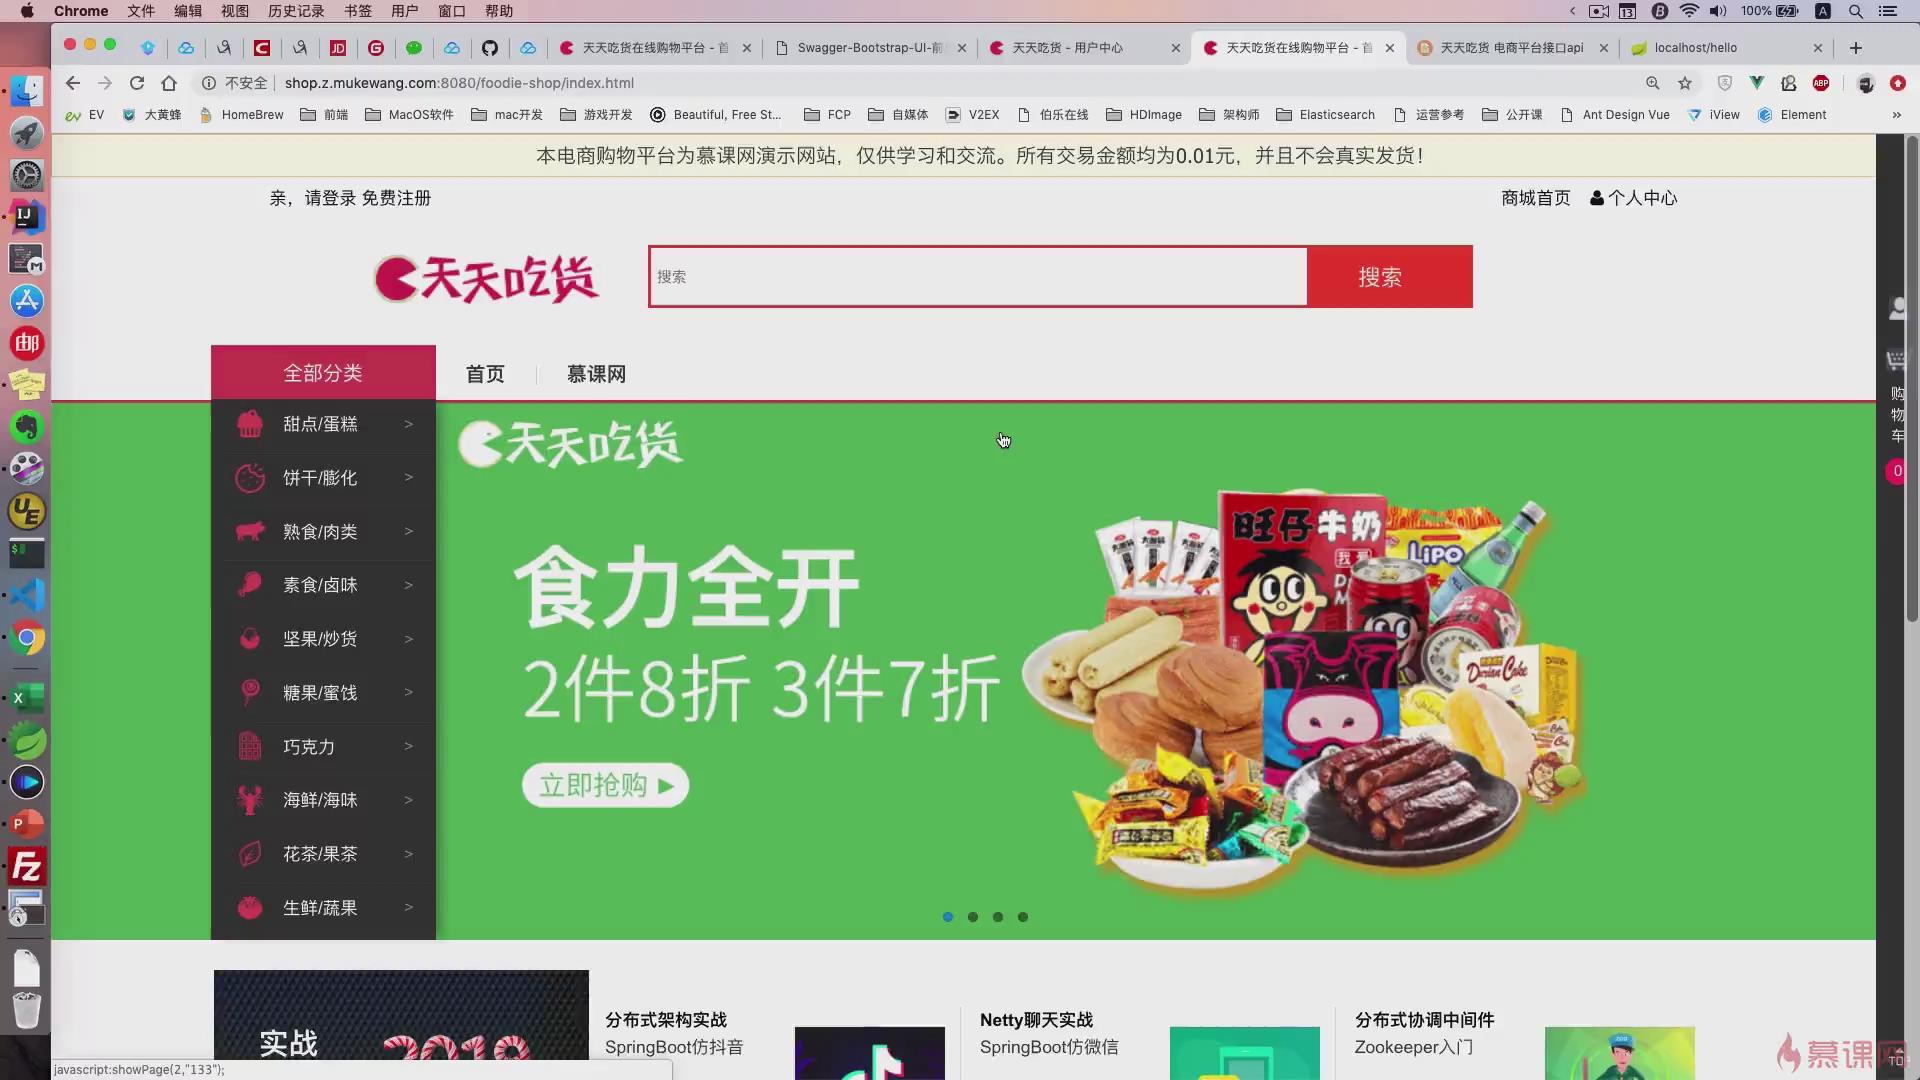 Chrome 文件 编辑 视图 历史记录 书签 用户 窗口 帮助
13 100% A
天天吃货在线购物平台 - 首
Swagger-Bootstrap-UI-前
天天吃货 - 用户中心
天天吃货在线购物平台 - 首
天天吃货 电商平台接口api
localhost/hello
不安全 shop.z.mukewang.com:8080/foodie-shop/index.html
EV 大黄蜂 HomeBrew 前端 MacOS软件 mac开发 游戏开发 Beautiful, Free St... FCP 自媒体 V2EX 伯乐在线 HDImage 架构师 Elasticsearch 运营参考 公开课 Ant Design Vue iView Element »
本电商购物平台为慕课网演示网站，仅供学习和交流。所有交易金额均为0.01元，并且不会真实发货！
亲，请登录 免费注册
商城首页 个人中心
天天吃货
搜索
搜索
全部分类 首页 慕课网
甜点/蛋糕 >
饼干/膨化 >
熟食/肉类 >
素食/卤味 >
坚果/炒货 >
糖果/蜜饯 >
巧克力 >
海鲜/海味 >
花茶/果茶 >
生鲜/蔬果 >
天天吃货
食力全开
2件8折 3件7折
立即抢购
旺仔牛奶
LiPO
Durian Cake
购
物
车
0
实战 2019
分布式架构实战
SpringBoot仿抖音
Netty聊天实战
SpringBoot仿微信
分布式协调中间件
Zookeeper入门
javascript:showPage(2,"133");
慕课网